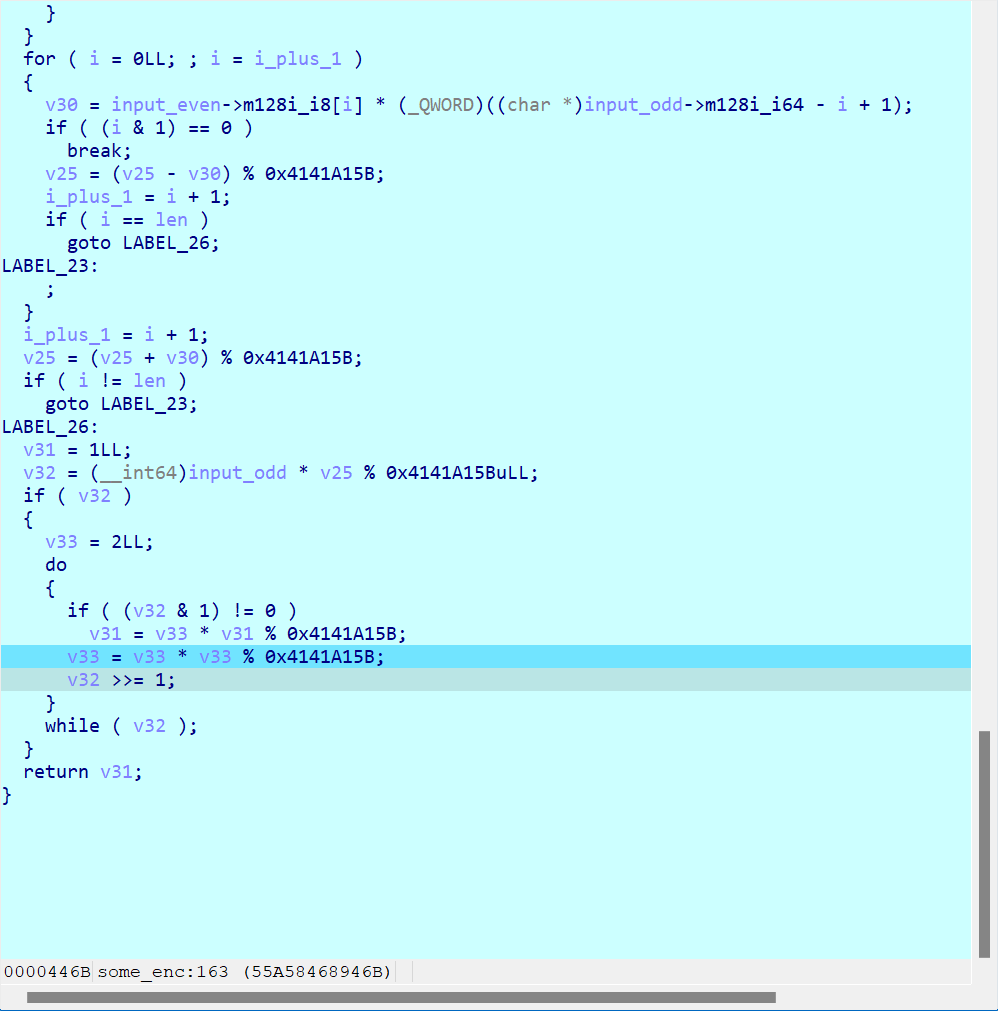 }
  }
  for ( i = 0LL; ; i = i_plus_1 )
  {
    v30 = input_even->m128i_i8[i] * (_QWORD)((char *)input_odd->m128i_i64 - i + 1);
    if ( (i & 1) == 0 )
      break;
    v25 = (v25 - v30) % 0x4141A15B;
    i_plus_1 = i + 1;
    if ( i == len )
      goto LABEL_26;
LABEL_23:
    ;
  }
  i_plus_1 = i + 1;
  v25 = (v25 + v30) % 0x4141A15B;
  if ( i != len )
    goto LABEL_23;
LABEL_26:
  v31 = 1LL;
  v32 = (__int64)input_odd * v25 % 0x4141A15BuLL;
  if ( v32 )
  {
    v33 = 2LL;
    do
    {
      if ( (v32 & 1) != 0 )
        v31 = v33 * v31 % 0x4141A15B;
      v33 = v33 * v33 % 0x4141A15B;
      v32 >>= 1;
    }
    while ( v32 );
  }
  return v31;
}
0000446B some_enc:163 (55A58468946B)